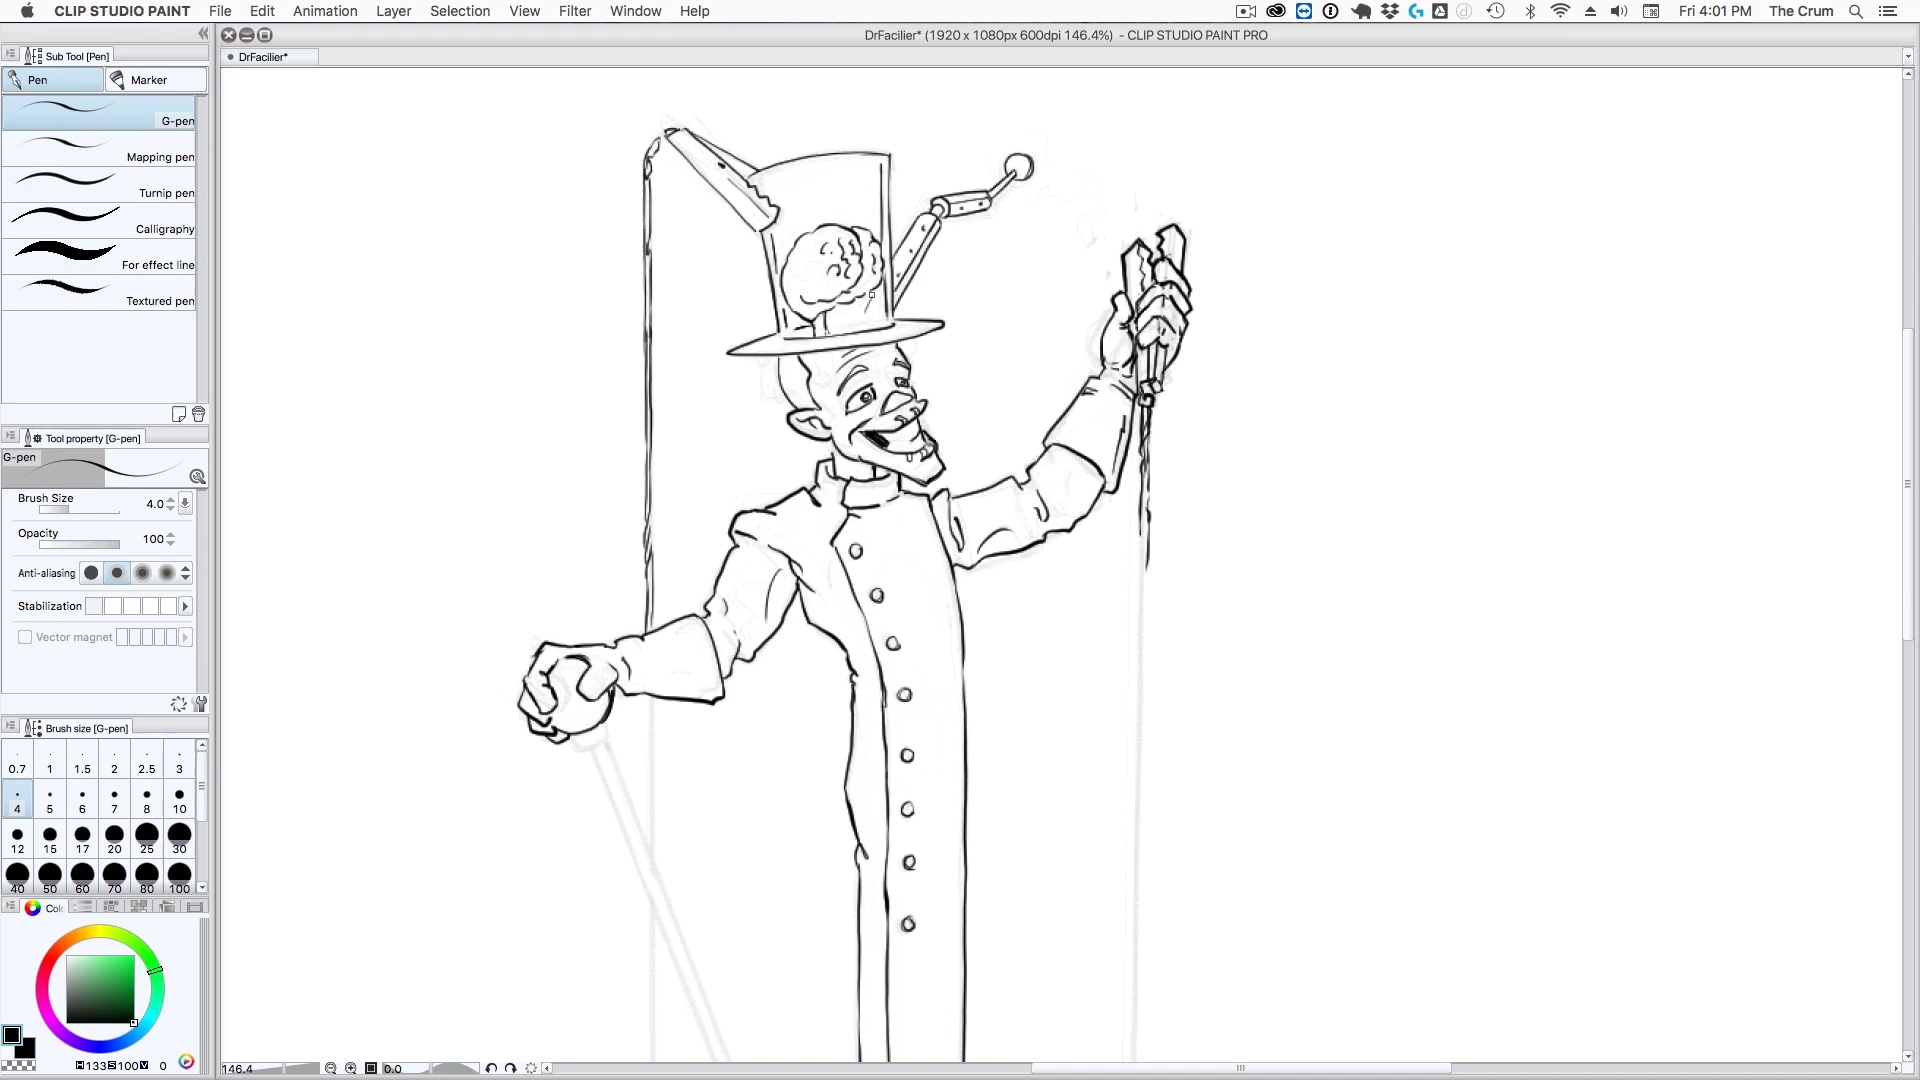 CLIP STUDIO PAINT File Edit Animation Layer Selection View Filter Window Help Fri 4:01 PM The Crum
DrFacilier* (1920 x 1080px 600dpi 146.4%) - CLIP STUDIO PAINT PRO
DrFacilier*
Sub Tool [Pen]
Pen Marker
G-pen
Mapping pen
Turnip pen
Calligraphy
For effect line
Textured pen
Tool property [G-pen]
G-pen
Brush Size 4.0
Opacity 100
Anti-aliasing
Stabilization
Vector magnet
Brush size [G-pen]
0.7 1 1.5 2 2.5 3
4 5 6 7 8 10
12 15 17 20 25 30
40 50 60 70 80 100
Col
H 133 S 100 V 0
146.4 0.0